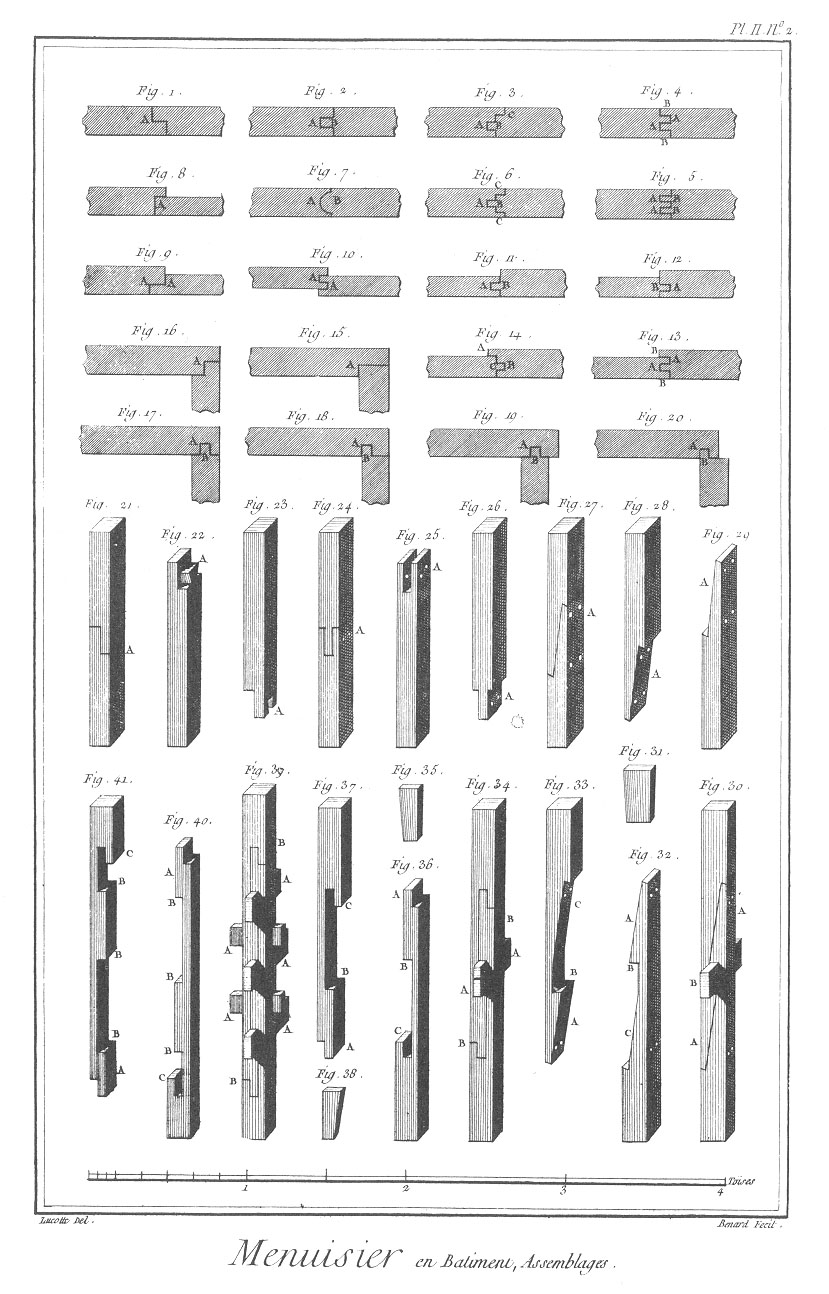 Pl. II. N.º 2.
Fig. 1. Fig. 2. Fig. 3. Fig. 4.
A A B A B C B A A B
Fig. 8. Fig. 7. Fig. 6. Fig. 5.
A A B C A B C A B A B
Fig. 9. Fig. 10. Fig. 11. Fig. 12.
A A A A A B B A
Fig. 16. Fig. 15. Fig. 14. Fig. 13.
A A A C B B A A B
Fig. 17. Fig. 18. Fig. 19. Fig. 20.
A B A B A B A B
Fig. 21. Fig. 22. Fig. 23. Fig. 24. Fig. 25. Fig. 26. Fig. 27. Fig. 28. Fig. 29
A A A A A A A A A
Fig. 41. Fig. 40. Fig. 39. Fig. 37. Fig. 35. Fig. 36. Fig. 34. Fig. 33. Fig. 31. Fig. 32. Fig. 30.
C B B B A
A B B B C
B A A A A A B
C B A
Fig. 38.
A B C
B A B
C B A
A B C
A B A
1 2 3 4 Toises
Lucotte Del. Benard Fecit.
Menuisier en Batiment, Assemblages.